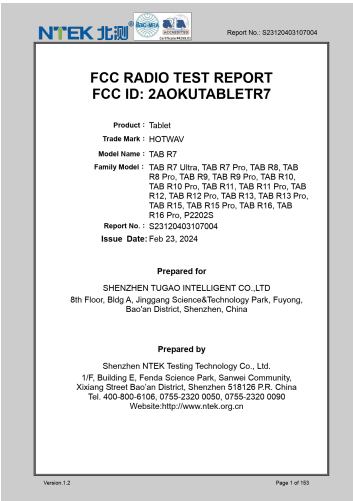 NTEK 北测
ilac-MRA
ACCREDITED
Report No.: S23120403107004
FCC RADIO TEST REPORT
FCC ID: 2AOKUTABLETR7
Product: Tablet
Trade Mark: HOTWAV
Model Name: TAB R7
Family Model: TAB R7 Ultra, TAB R7 Pro, TAB R8, TAB
R8 Pro, TAB R9, TAB R9 Pro, TAB R10,
TAB R10 Pro, TAB R11, TAB R11 Pro, TAB
R12, TAB R12 Pro, TAB R13, TAB R13 Pro,
TAB R15, TAB R15 Pro, TAB R16, TAB
R16 Pro, P2202S
Report No.: S23120403107004
Issue Date: Feb 23, 2024
Prepared for
SHENZHEN TUGAO INTELLIGENT CO.,LTD
8th Floor, Bldg A, Jinggang Science&Technology Park, Fuyong,
Bao'an District, Shenzhen, China
Prepared by
Shenzhen NTEK Testing Technology Co., Ltd.
1/F, Building E, Fenda Science Park, Sanwei Community,
Xixiang Street Bao'an District, Shenzhen 518126 P.R. China
Tel. 400-800-6106, 0755-2320 0050, 0755-2320 0090
Website:http://www.ntek.org.cn
Version.1.2
Page 1 of 153